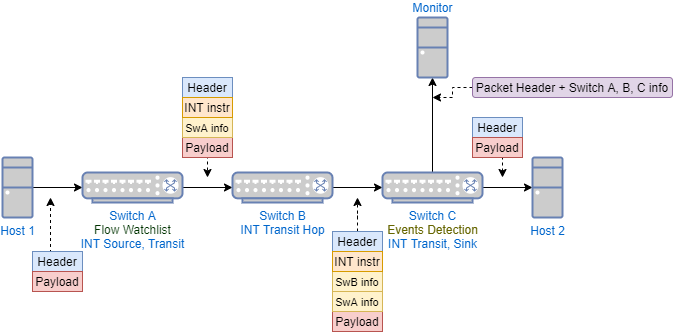 Monitor
Packet Header + Switch A, B, C info
Header
INT instr
SwA info
Payload
Header
Payload
Host 1
Switch A
Flow Watchlist
INT Source, Transit
Switch B
INT Transit Hop
Switch C
Events Detection
INT Transit, Sink
Host 2
Header
Payload
Header
INT instr
SwB info
SwA info
Payload